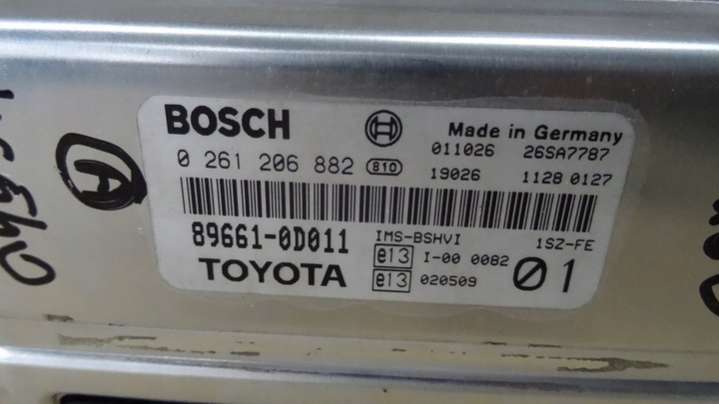 BOSCH
Made in Germany
011026 26SA7787
0 261 206 882 810
19026 1128 0127
89661-0D011
IMS-BSHVI 1SZ-FE
e13 I-00 0082
TOYOTA
e13 020509
01
A